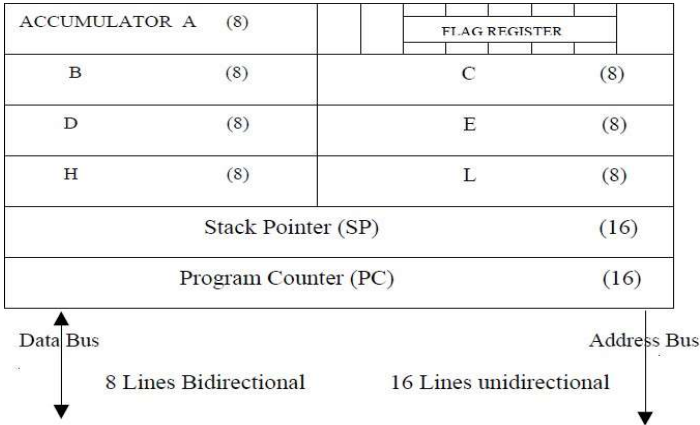 ACCUMULATOR A (8) FLAG REGISTER
B (8) C (8)
D (8) E (8)
H (8) L (8)
Stack Pointer (SP) (16)
Program Counter (PC) (16)
Data Bus Address Bus
8 Lines Bidirectional 16 Lines unidirectional